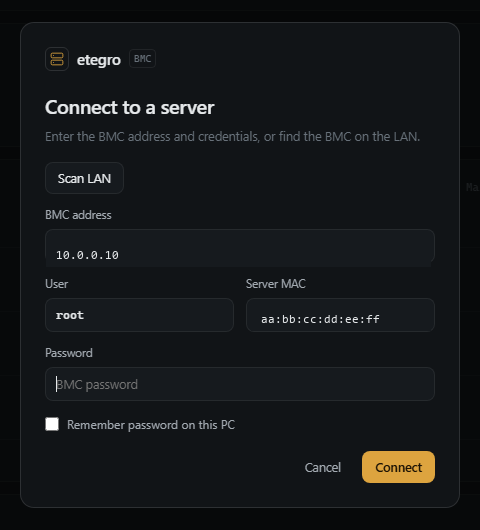 etegro BMC
Connect to a server
Enter the BMC address and credentials, or find the BMC on the LAN.
Scan LAN
BMC address
10.0.0.10
User Server MAC
root aa:bb:cc:dd:ee:ff
Password
BMC password
Remember password on this PC
Cancel Connect
Ma